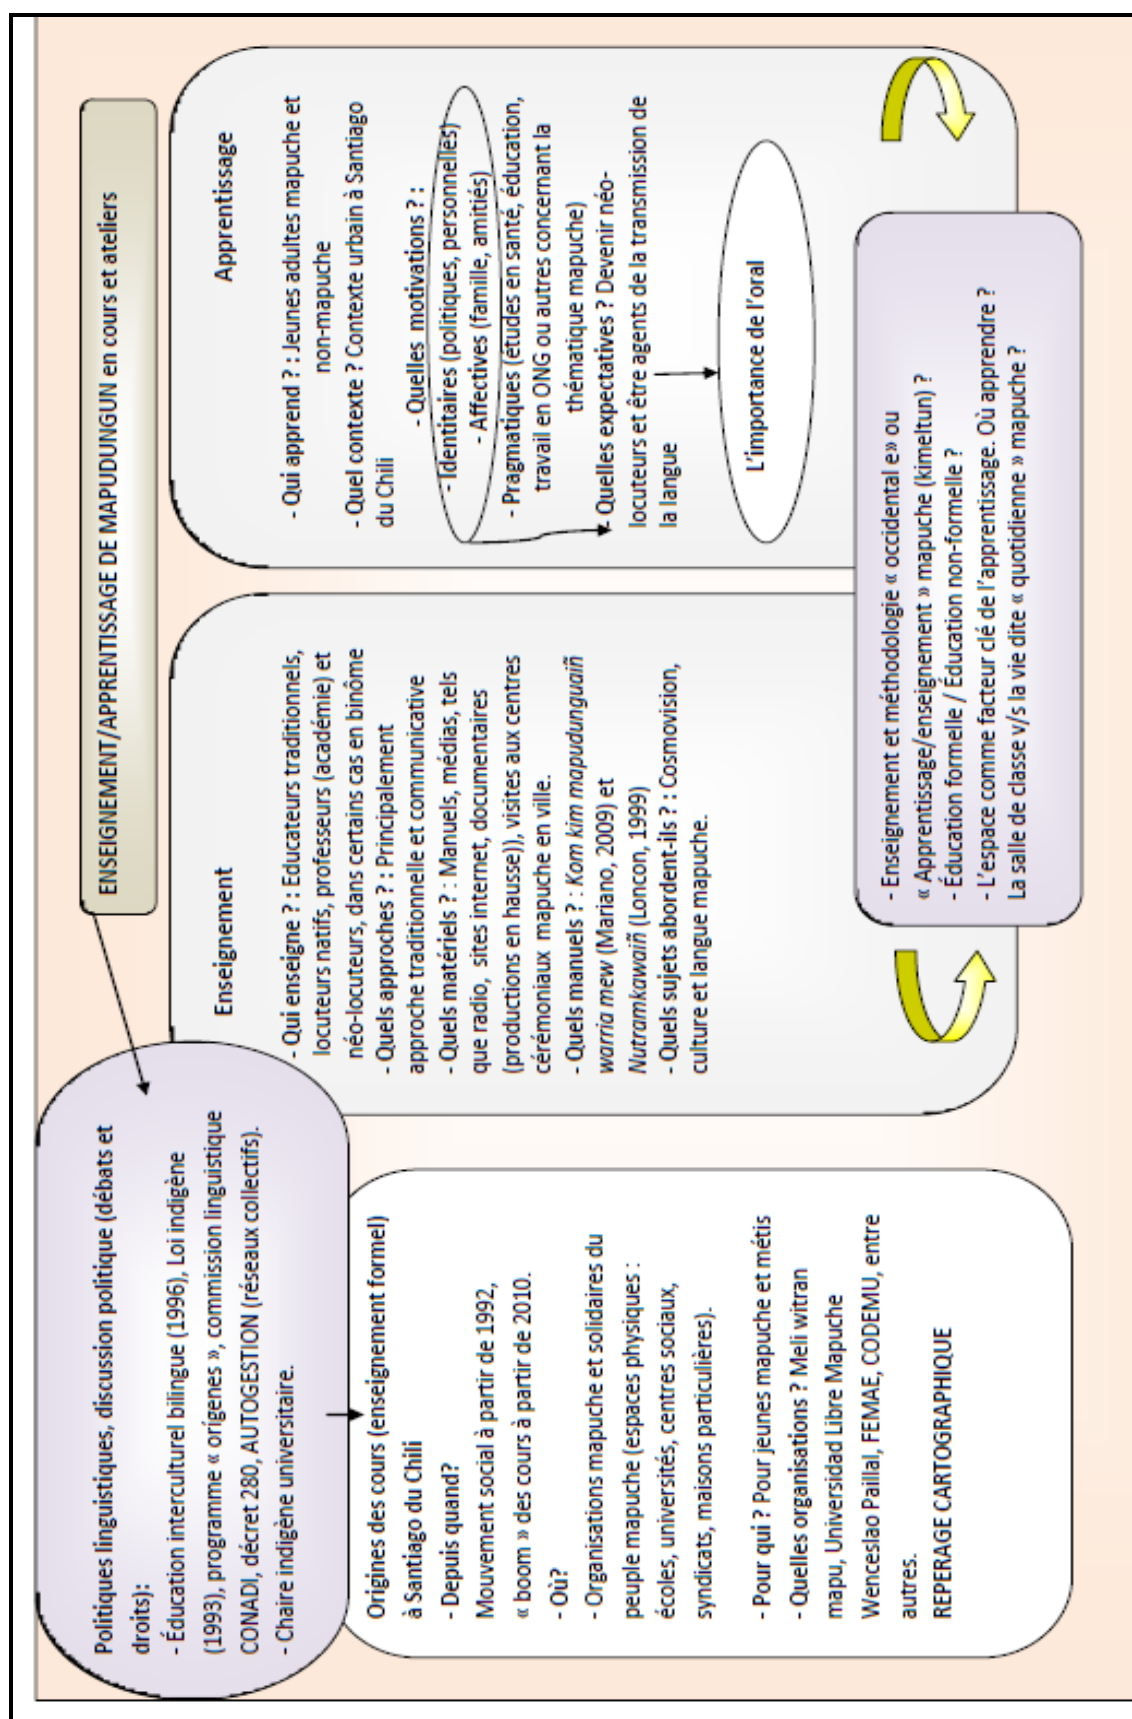 ENSEIGNEMENT/APPRENTISSAGE DE MAPUDUNGUN en cours et ateliers
Politiques linguistiques, discussion politique (débats et
droits):
- Éducation interculturel bilingue (1996), Loi indigène
(1993), programme « orígenes », commission linguistique
CONADI, décret 280, AUTOGESTION (réseaux collectifs).
- Chaire indigène universitaire.
Origines des cours (enseignement formel)
à Santiago du Chili
- Depuis quand?
Mouvement social à partir de 1992,
« boom » des cours à partir de 2010.
- Où?
- Organisations mapuche et solidaires du
peuple mapuche (espaces physiques :
écoles, universités, centres sociaux,
syndicats, maisons particulières).
- Pour qui ? Pour jeunes mapuche et métis
- Quelles organisations ? Meli witran
mapu, Universidad Libre Mapuche
Wenceslao Paillal, FEMAE, CODEMU, entre
autres.
REPERAGE CARTOGRAPHIQUE
Enseignement
- Qui enseigne ? : Educateurs traditionnels,
locuteurs natifs, professeurs (académie) et
néo-locuteurs, dans certains cas en binôme
- Quels approches ? : Principalement
approche traditionnelle et communicative
- Quels matériels ? : Manuels, médias, tels
que radio, sites internet, documentaires
(productions en hausse)), visites aux centres
cérémoniaux mapuche en ville.
- Quels manuels ? : Kom kim mapudunguaiñ
warria mew (Mariano, 2009) et
Nutramkawaiñ (Loncon, 1999)
- Quels sujets abordent-ils ? : Cosmovision,
culture et langue mapuche.
Apprentissage
- Qui apprend ? : Jeunes adultes mapuche et
non-mapuche
- Quel contexte ? Contexte urbain à Santiago
du Chili
- Quelles motivations ? :
- Identitaires (politiques, personnelles)
- Affectives (famille, amitiés)
- Pragmatiques (études en santé, éducation,
travail en ONG ou autres concernant la
thématique mapuche)
- Quelles expectatives ? Devenir néo-
locuteurs et être agents de la transmission de
la langue
L'importance de l'oral
- Enseignement et méthodologie « occidental e» ou
« Apprentissage/enseignement » mapuche (kimeltun) ?
- Éducation formelle / Éducation non-formelle ?
- L'espace comme facteur clé de l'apprentissage. Où apprendre ?
La salle de classe v/s la vie dite « quotidienne » mapuche ?